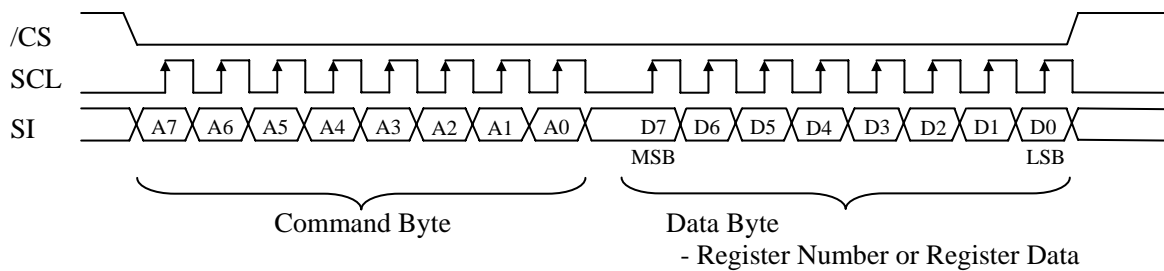 /CS
SCL
SI A7 A6 A5 A4 A3 A2 A1 A0 D7 D6 D5 D4 D3 D2 D1 D0
MSB LSB
Command Byte Data Byte
- Register Number or Register Data